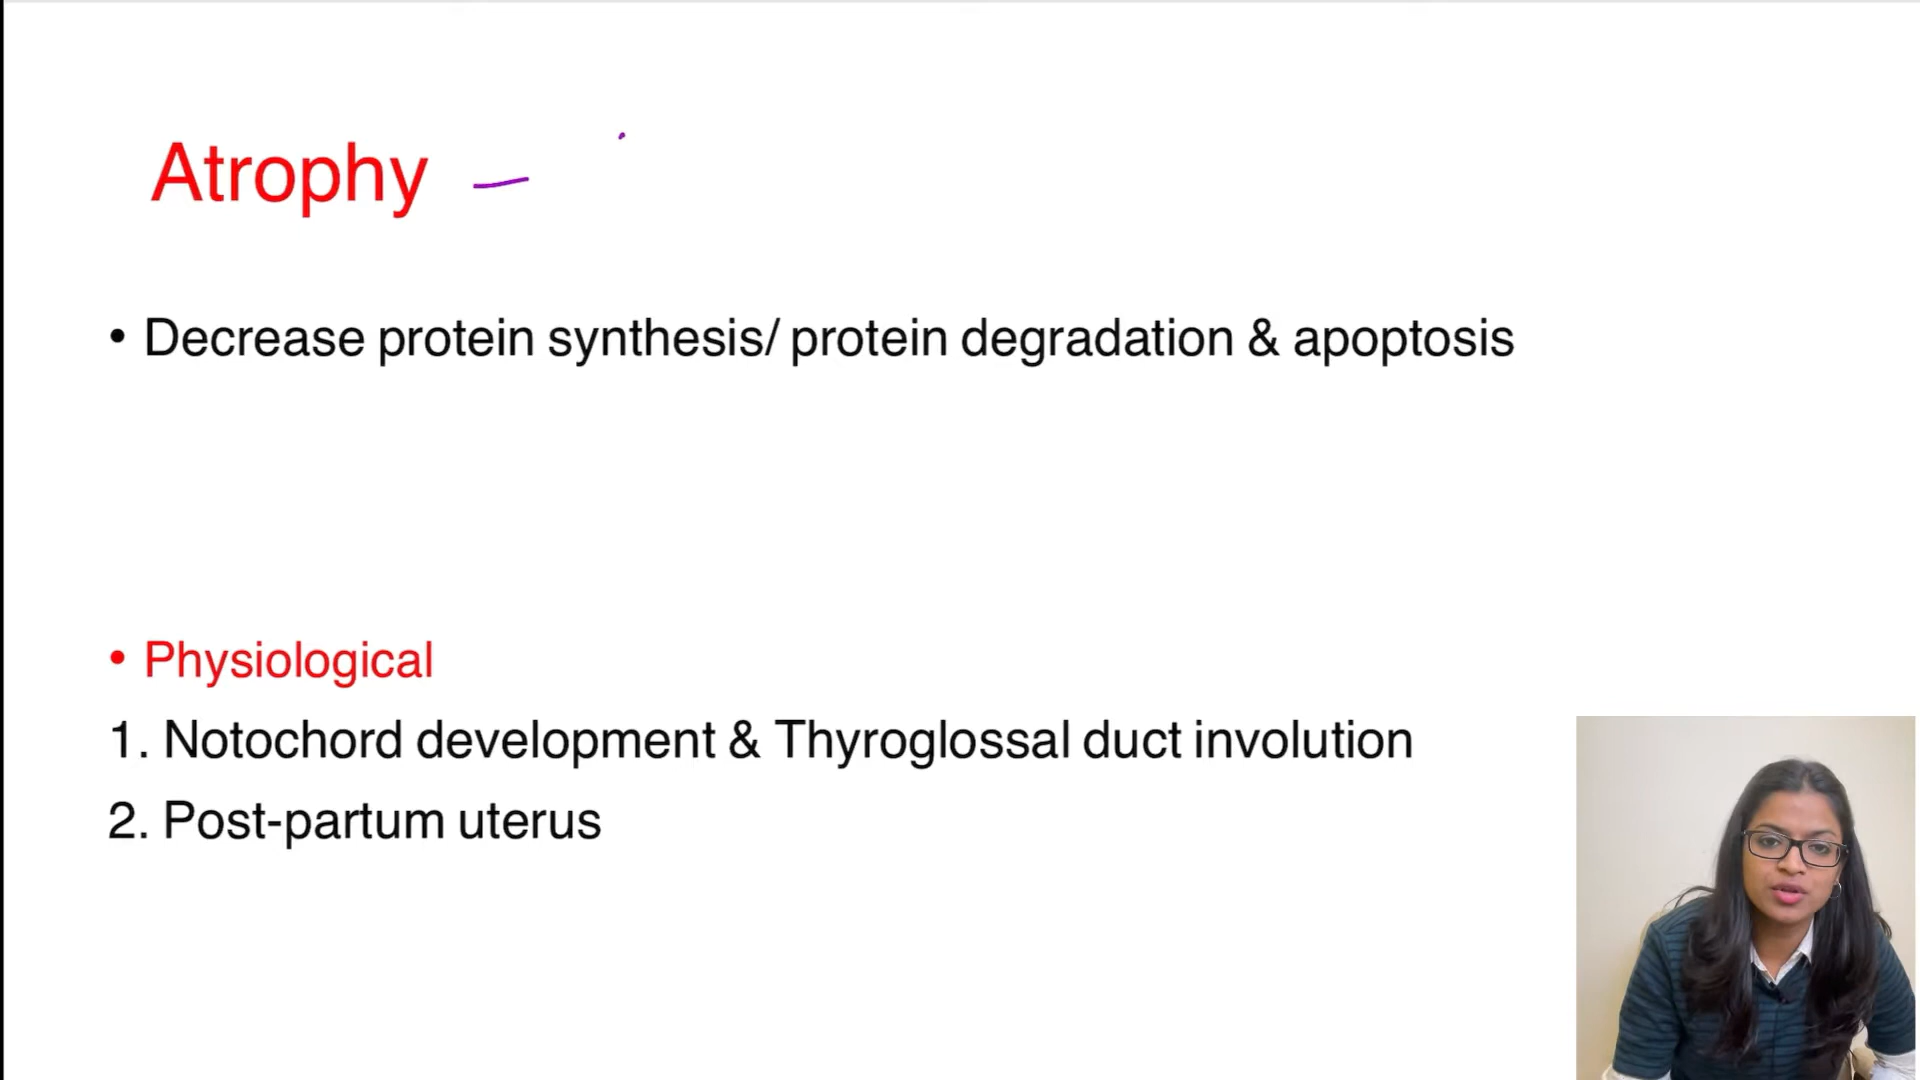 Atrophy
• Decrease protein synthesis/ protein degradation & apoptosis
• Physiological
1. Notochord development & Thyroglossal duct involution
2. Post-partum uterus